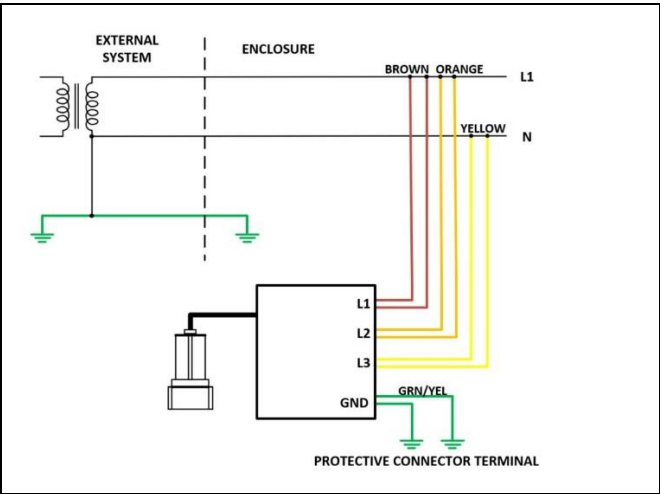 EXTERNAL
SYSTEM
ENCLOSURE
BROWN ORANGE
L1
YELLOW
N
L1
L2
L3
GRN/YEL
GND
PROTECTIVE CONNECTOR TERMINAL